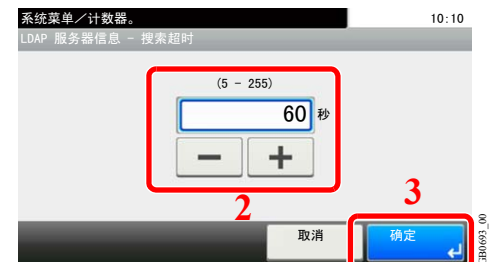 系统菜单／计数器。 10:10
LDAP 服务器信息 - 搜索超时
(5 - 255)
60 秒
2
3
取消 确定
GB0693_00